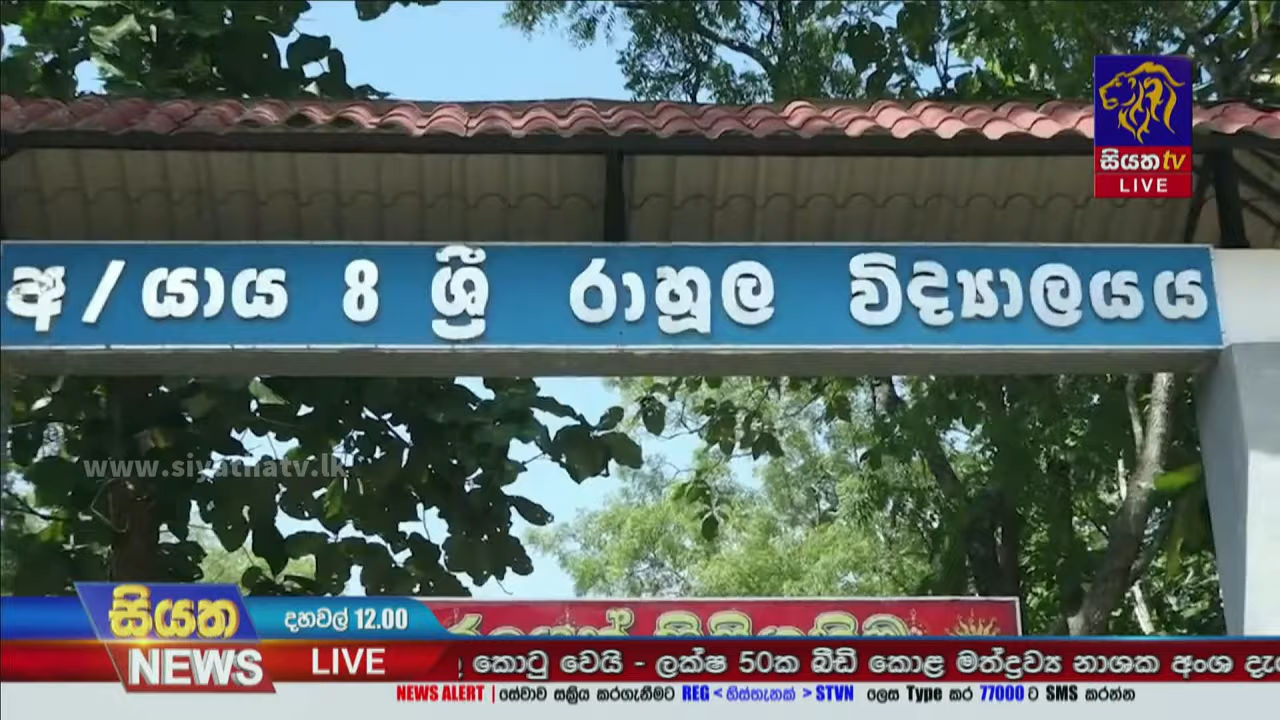 සියත tv
LIVE
අ/යාය 8 ශ්‍රී රාහුල විද්‍යාලයය
www.siyathatv.lk
සියත
NEWS
දහවල් 12.00
LIVE
කොටු වෙයි - ලක්ෂ 50ක බීඩි කොළ මත්ද්‍රව්‍ය නාශක අංශ
NEWS ALERT | සේවාව සක්‍රිය කරගැනීමට REG < හිස්තැනක් > STVN ලෙස Type කර 77000 ට SMS කරන්න